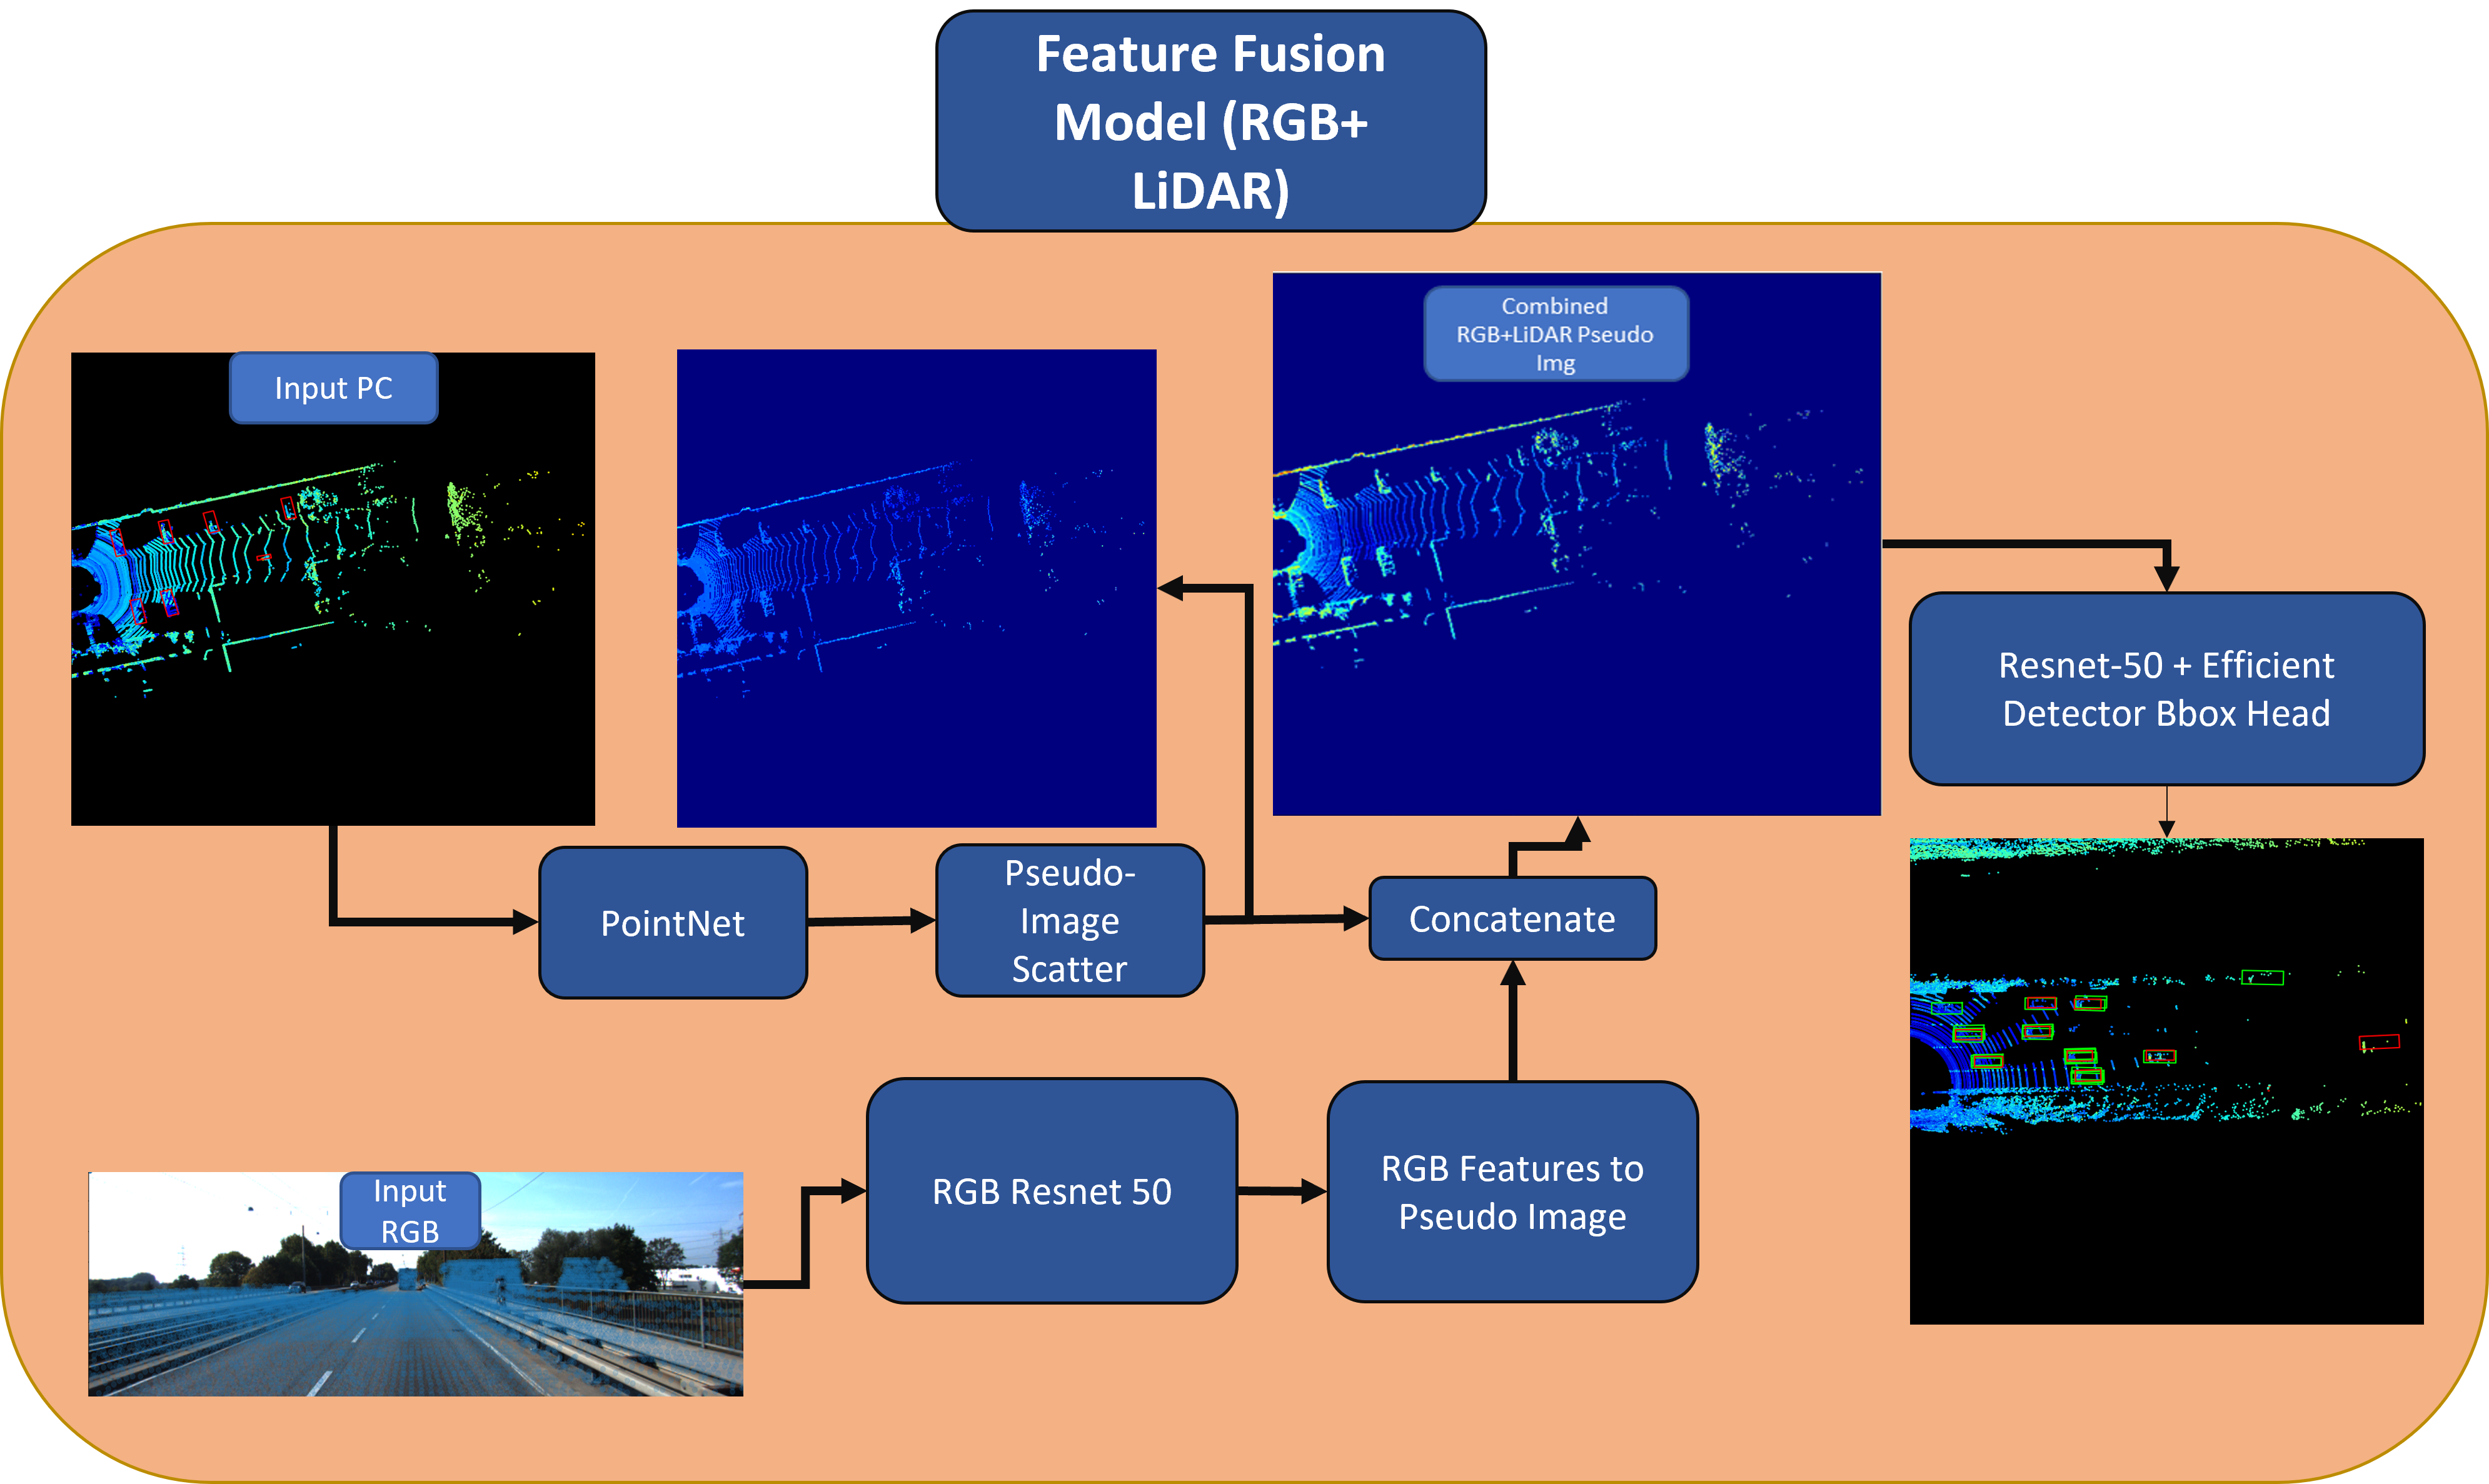 Feature Fusion
Model (RGB+
LiDAR)
Input PC
Combined
RGB+LiDAR Pseudo
Img
Resnet-50 + Efficient
Detector Bbox Head
PointNet
Pseudo-
Image
Scatter
Concatenate
Input
RGB
RGB Resnet 50
RGB Features to
Pseudo Image